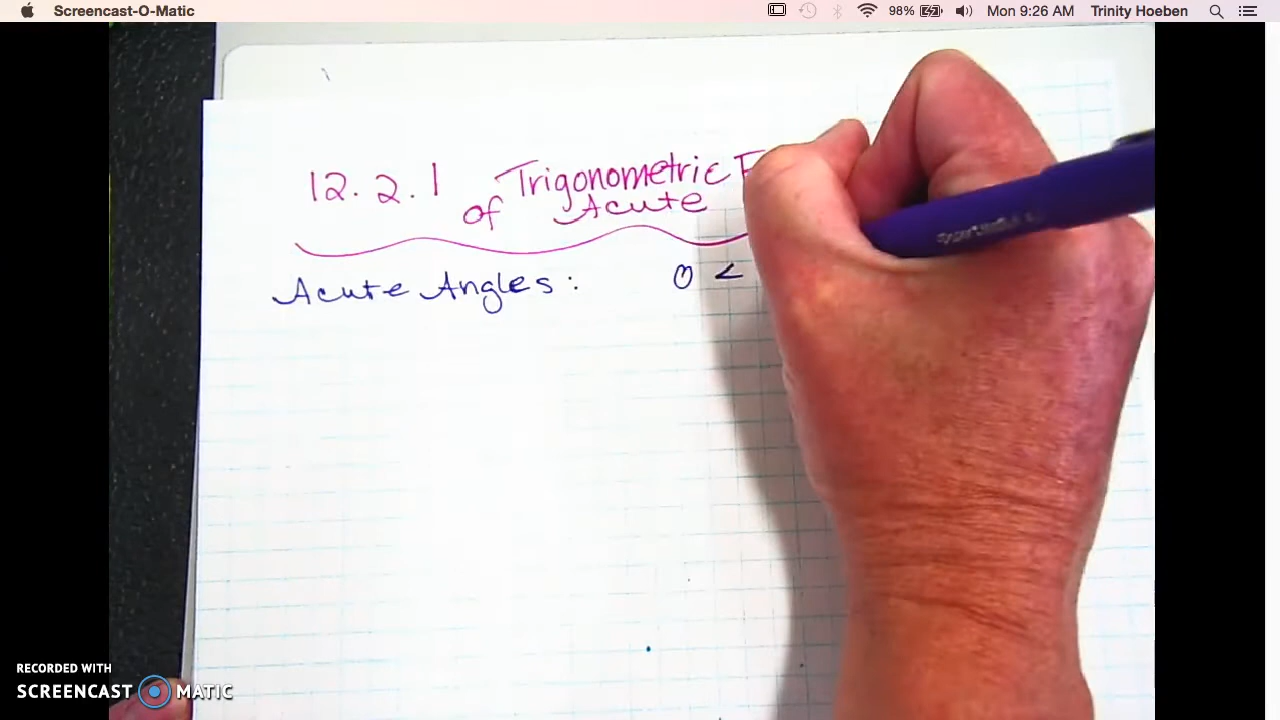 Screencast-O-Matic 98% Mon 9:26 AM Trinity Hoeben
12.2.1 Trigonometric F
of Acute
Acute Angles: 0 <
RECORDED WITH
SCREENCAST MATIC